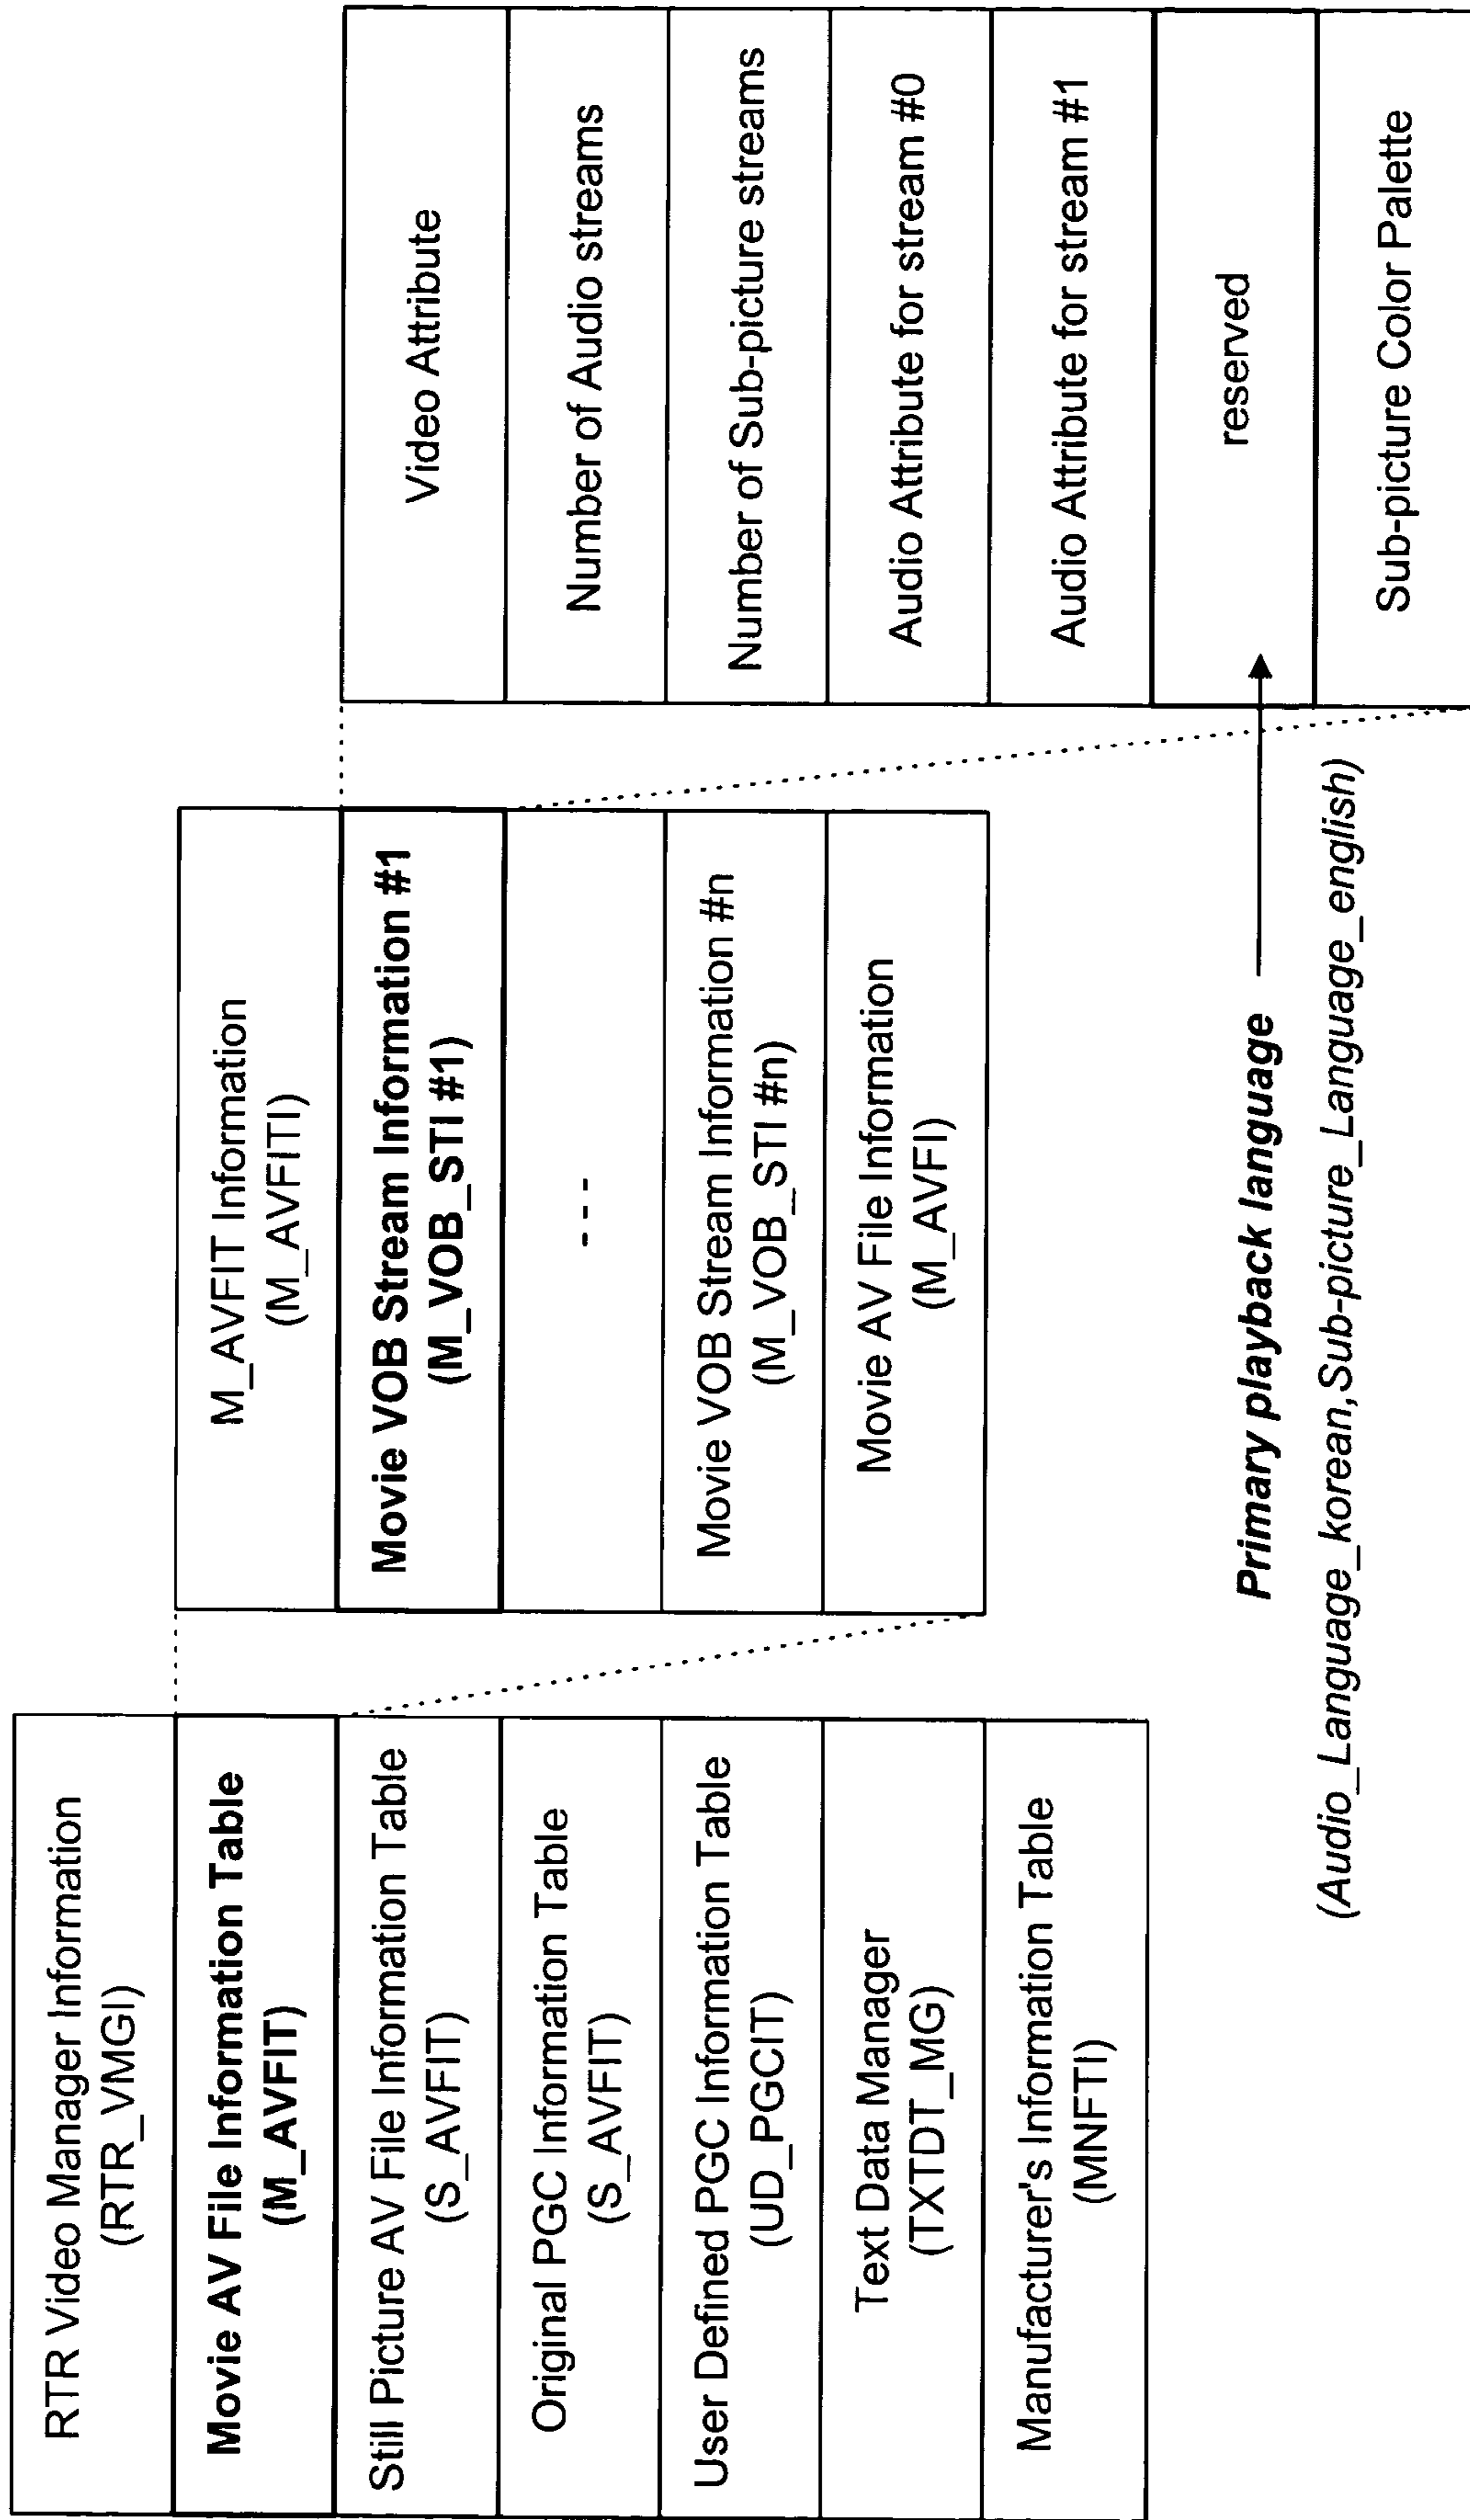 RTR Video Manager Information
(RTR_VMGI)
Movie AV File Information Table
(M_AVFIT)
Still Picture AV File Information Table
(S_AVFIT)
Original PGC Information Table
(S_AVFIT)
User Defined PGC Information Table
(UD_PGCIT)
Text Data Manager
(TXTDT_MG)
Manufacturer's Information Table
(MNFTI)
M_AVFIT Information
(M_AVFITI)
Movie VOB Stream Information #1
(M_VOB_STI #1)
---
Movie VOB Stream Information #n
(M_VOB_STI #n)
Movie AV File Information
(M_AVFI)
Video Attribute
Number of Audio streams
Number of Sub-picture streams
Audio Attribute for stream #0
Audio Attribute for stream #1
reserved
Sub-picture Color Palette
Primary playback language
(Audio_Language_korean,Sub-picture_Language_english)